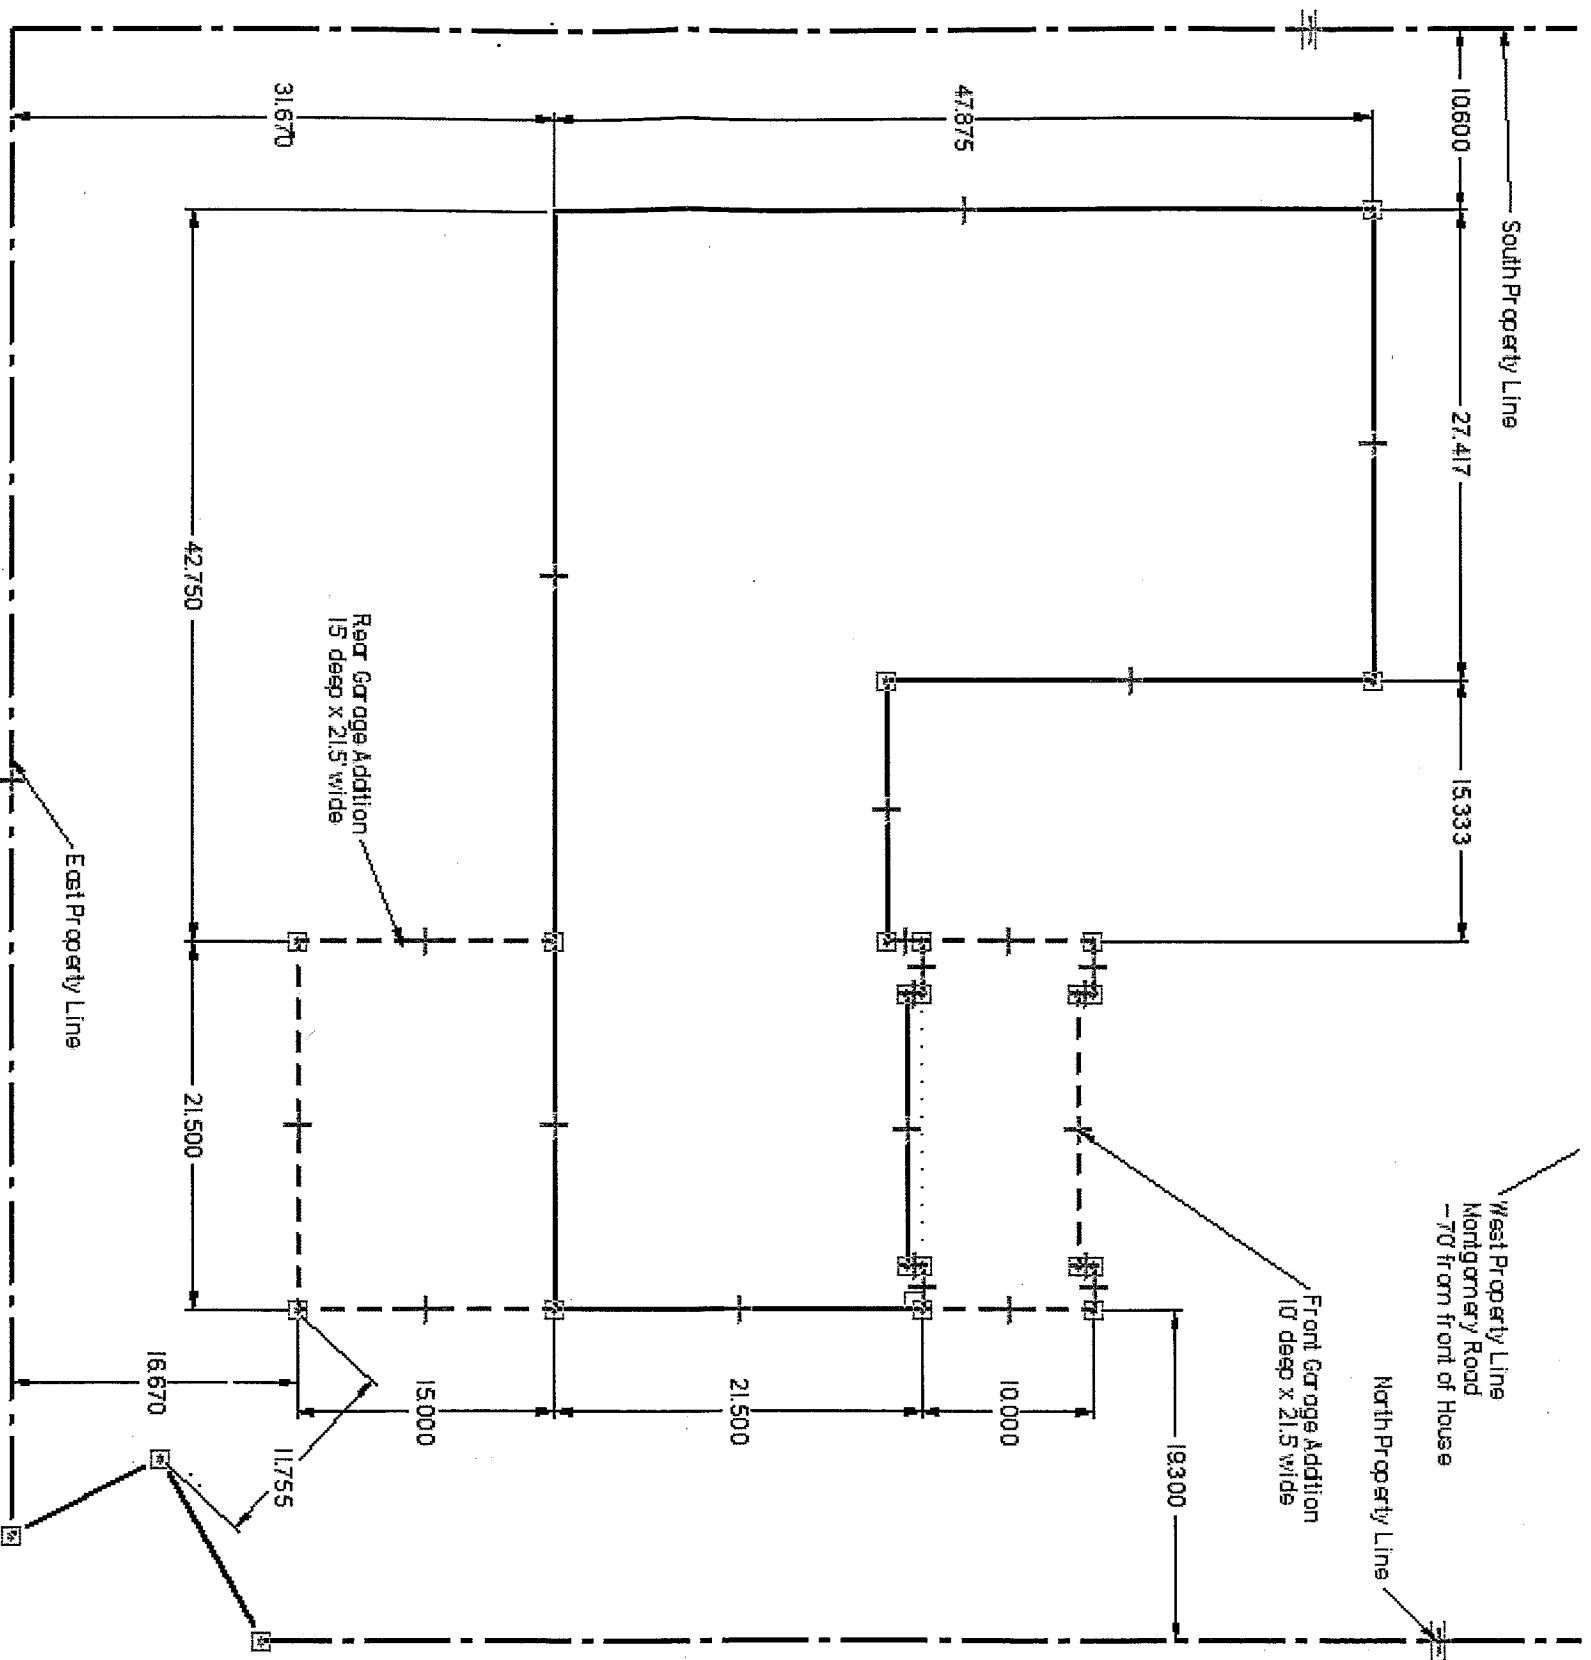 South Property Line
10.600
27.417
15.333
47.875
31.670
42.750
21.500
Rear Garage Addition
15 deep x 21.5' wide
East Property Line
West Property Line
Montgomery Road
~70' from front of House
North Property Line
Front Garage Addition
10' deep x 21.5 wide
19.300
10.000
21.500
15.000
16.670
11.755